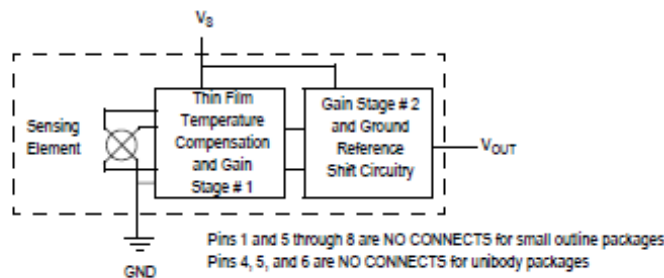 V_S
Sensing
Element
Thin Film
Temperature
Compensation
and Gain
Stage # 1
Gain Stage # 2
and Ground
Reference
Shift Circuitry
V_OUT
GND
Pins 1 and 5 through 8 are NO CONNECTS for small outline packages
Pins 4, 5, and 6 are NO CONNECTS for unibody packages